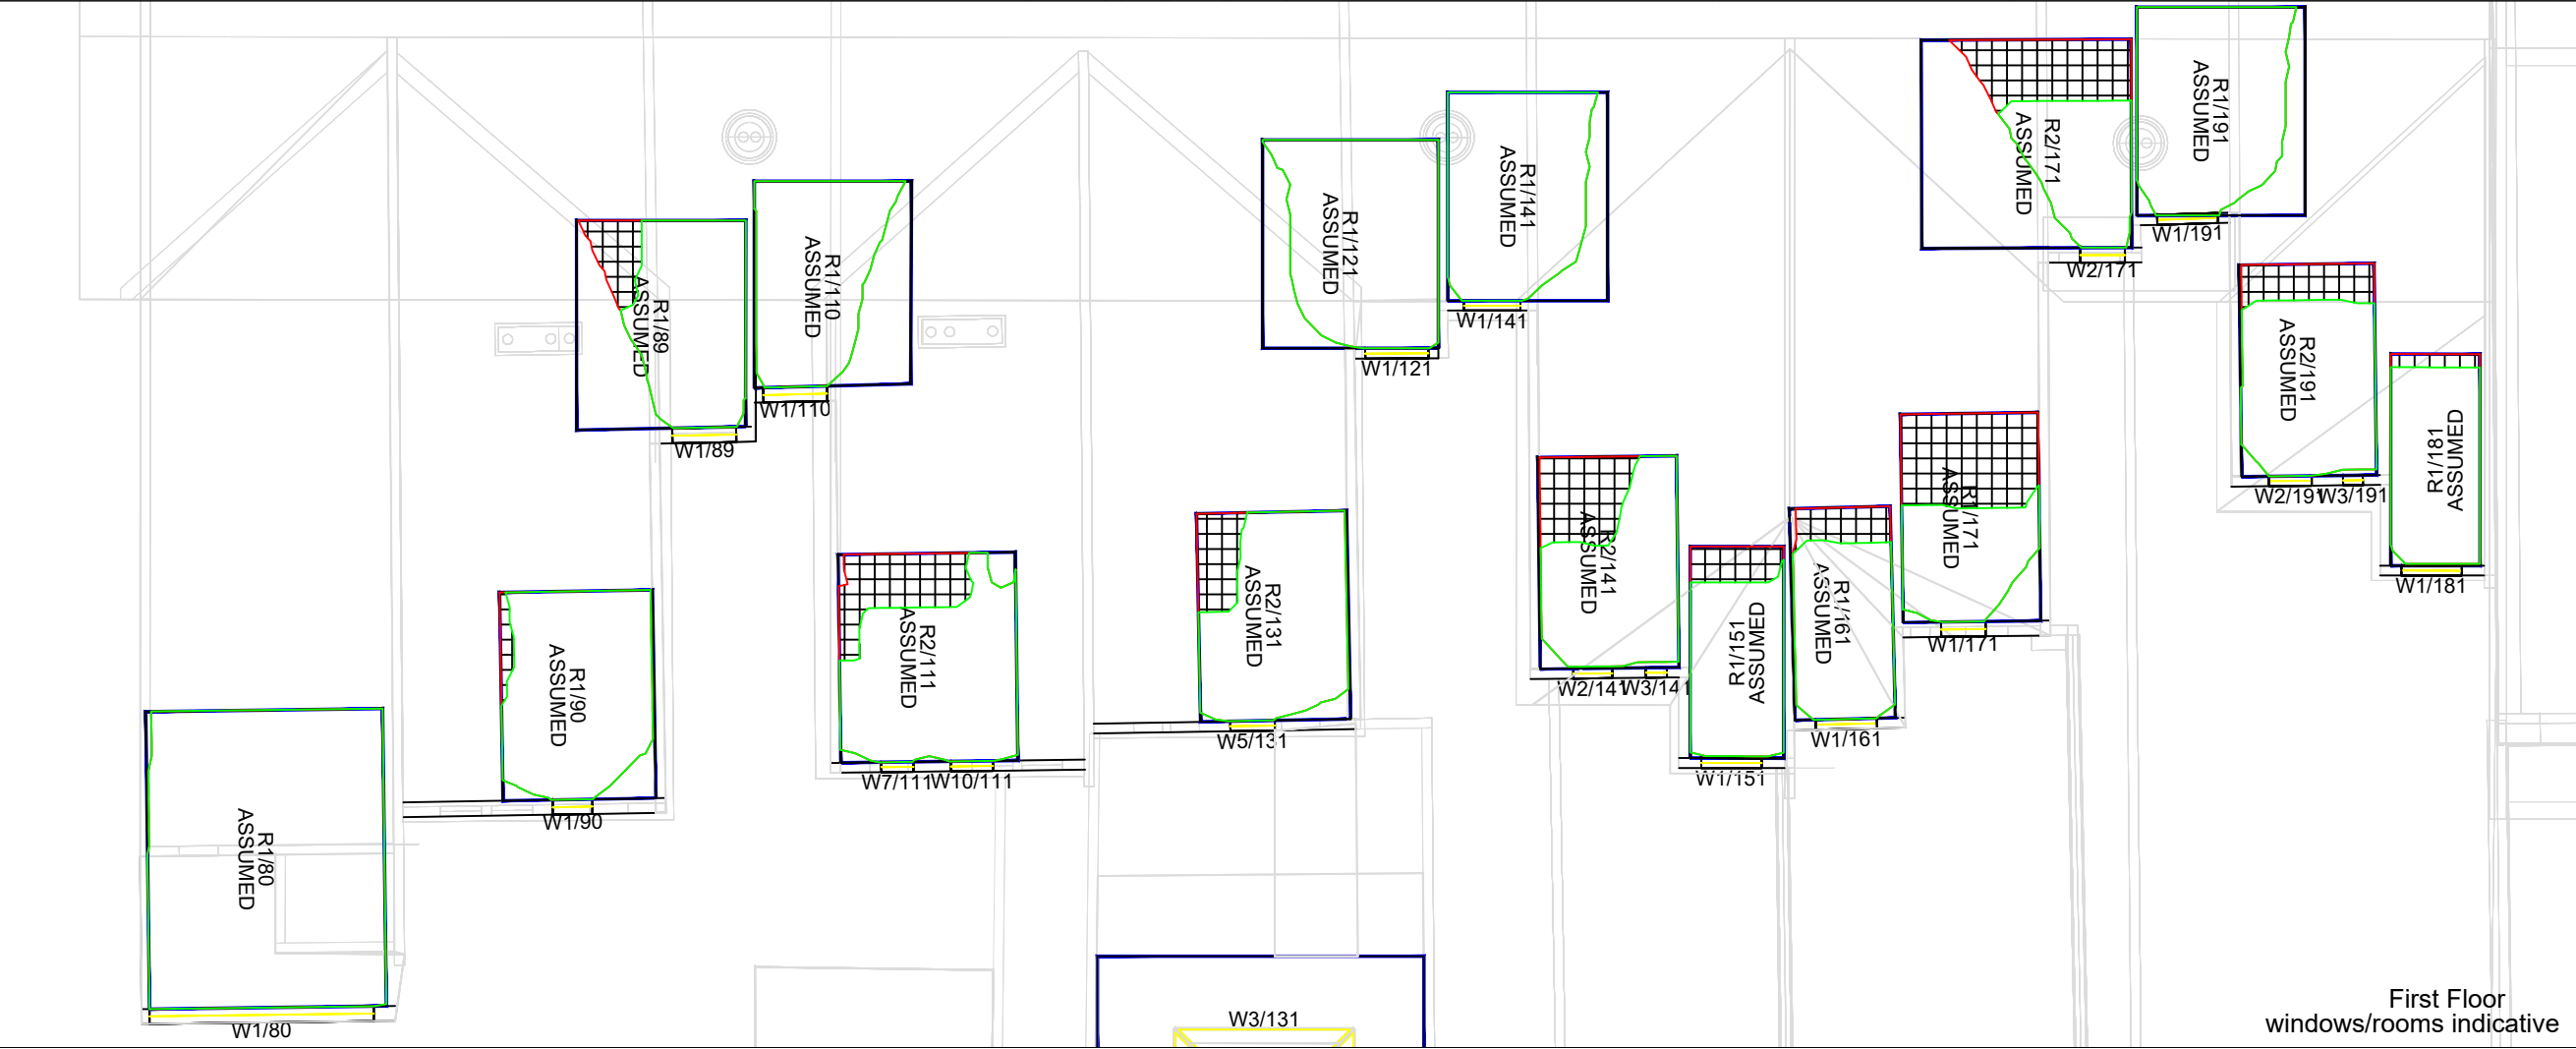 R1/191
ASSUMED
R2/171
ASSUMED
W1/191
W2/171
R1/141
ASSUMED
R1/121
ASSUMED
W1/141
W1/121
R1/110
ASSUMED
R1/89
ASSUMED
W1/110
W1/89
R2/191
ASSUMED
W2/191
W3/191
R1/181
ASSUMED
W1/181
R1/171
ASSUMED
W1/171
R2/141
ASSUMED
W2/141
W3/141
R1/161
ASSUMED
W1/161
R1/151
ASSUMED
W1/151
R2/131
ASSUMED
W5/131
R2/111
ASSUMED
W7/111
W10/111
R1/90
ASSUMED
W1/90
R1/80
ASSUMED
W1/80
W3/131
First Floor
windows/rooms indicative